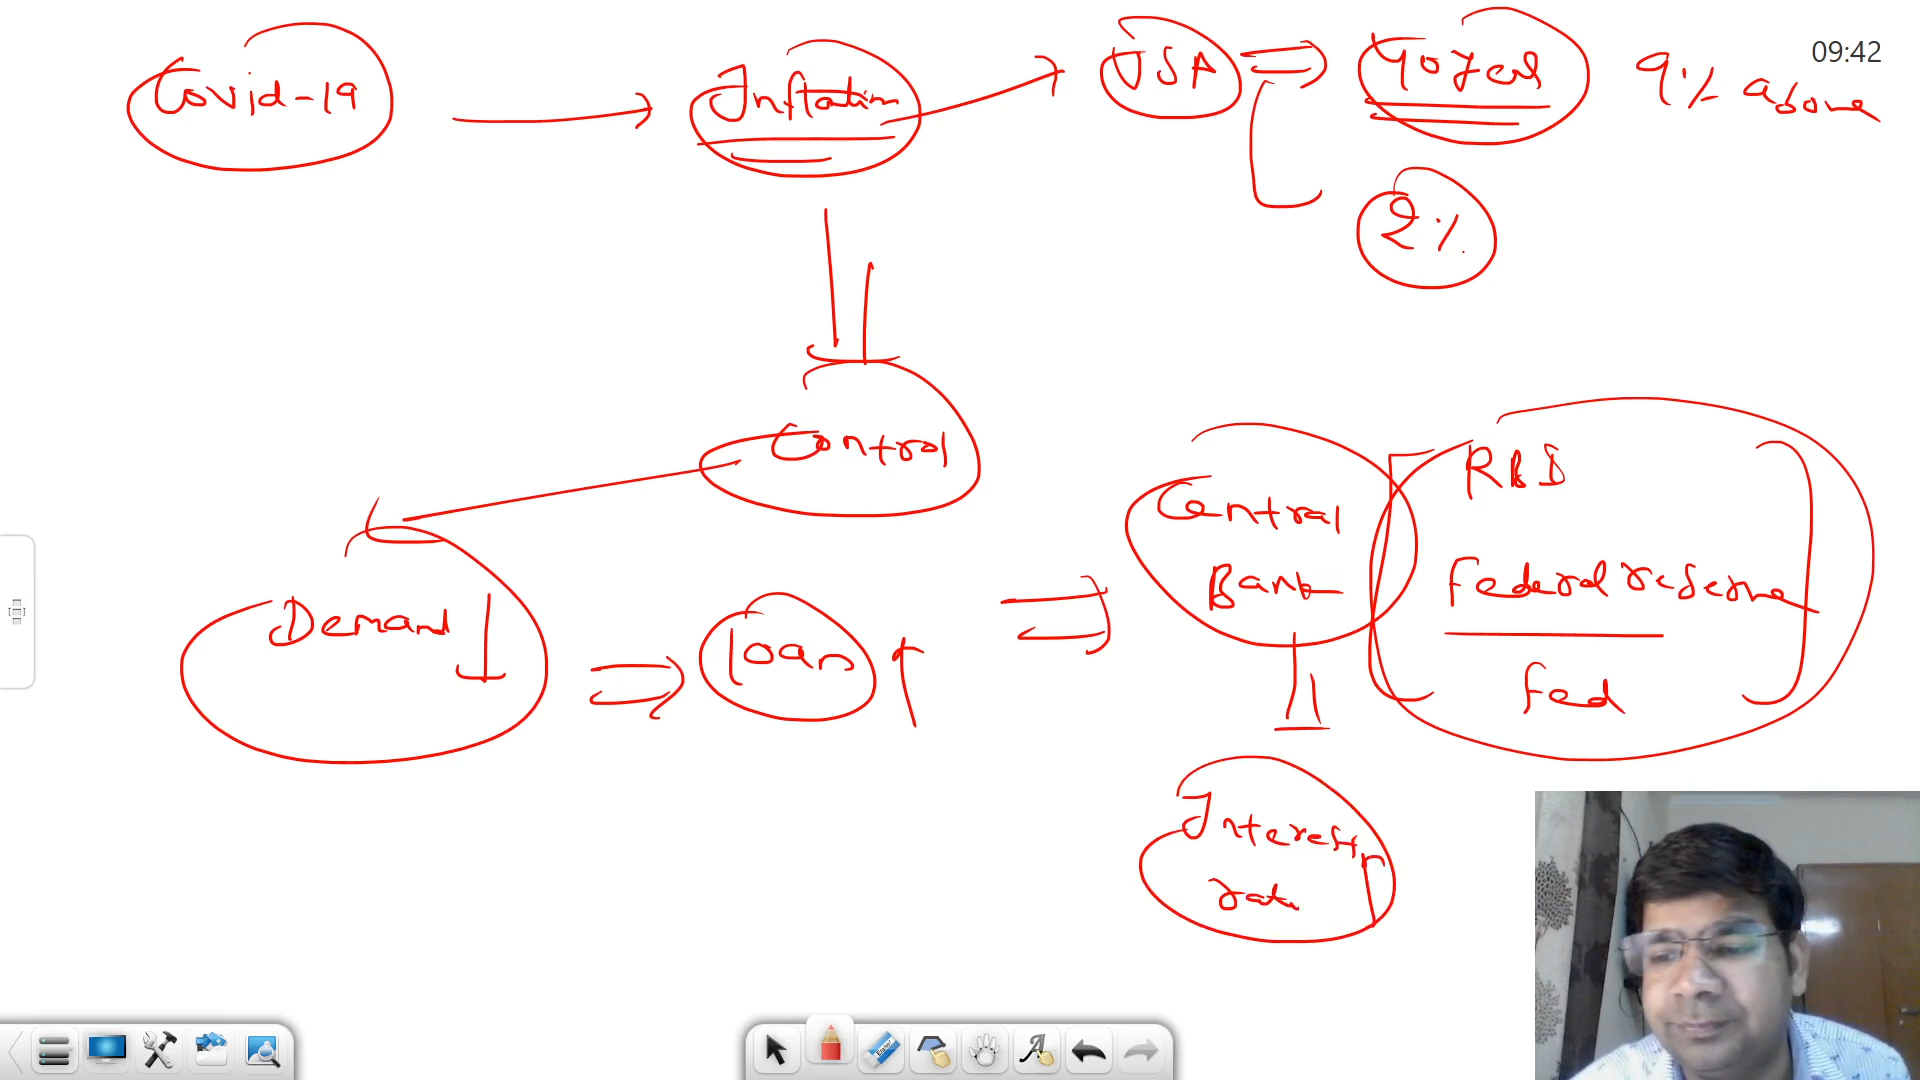 09:42
Covid-19
Inflation
USA
40 year
9% above
2%
Control
Central
Bank
RBI
Federal reserve
Fed
Demand
loan
Interest
rate